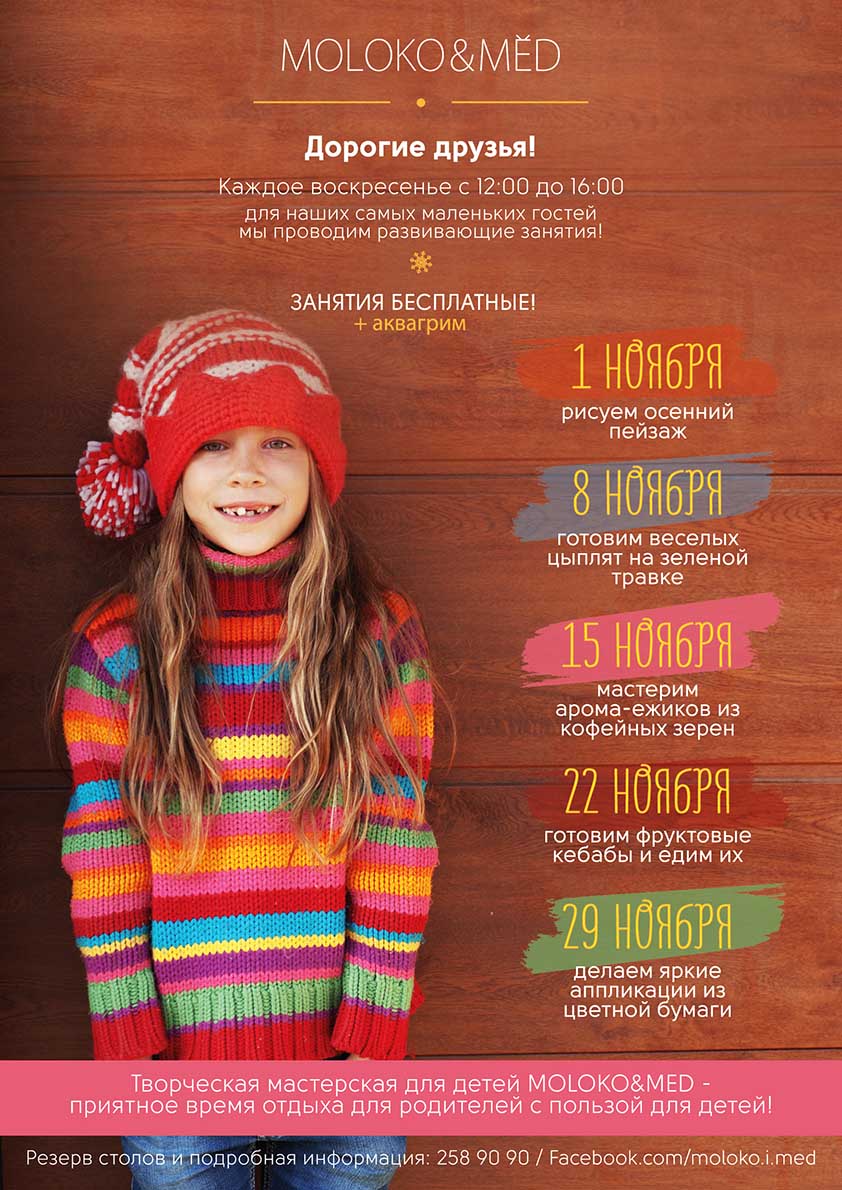 MOLOKO&MӖD
Дорогие друзья!
Каждое воскресенье с 12:00 до 16:00
для наших самых маленьких гостей
мы проводим развивающие занятия!
ЗАНЯТИЯ БЕСПЛАТНЫЕ!
+ аквагрим
1 НОЯБРЯ
рисуем осенний
пейзаж
8 НОЯБРЯ
готовим веселых
цыплят на зеленой
травке
15 НОЯБРЯ
мастерим
арома-ежиков из
кофейных зерен
22 НОЯБРЯ
готовим фруктовые
кебабы и едим их
29 НОЯБРЯ
делаем яркие
аппликации из
цветной бумаги
Творческая мастерская для детей MOLOKO&MED -
приятное время отдыха для родителей с пользой для детей!
Резерв столов и подробная информация: 258 90 90 / Facebook.com/moloko.i.med